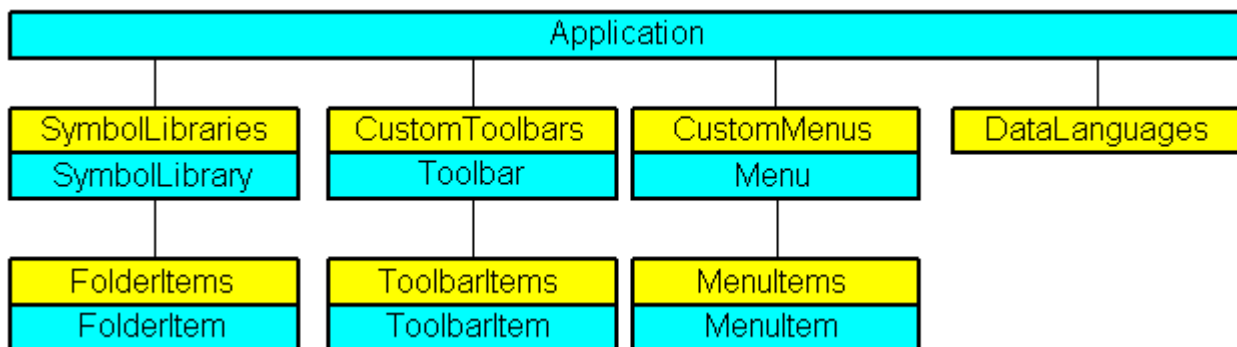 Application
SymbolLibraries
SymbolLibrary
CustomToolbars
Toolbar
CustomMenus
Menu
DataLanguages
FolderItems
FolderItem
ToolbarItems
ToolbarItem
MenuItems
MenuItem